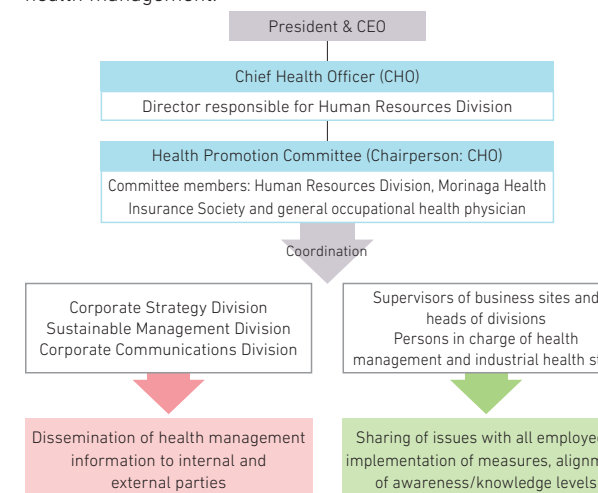 health management.
President & CEO
Chief Health Officer (CHO)
Director responsible for Human Resources Division
Health Promotion Committee (Chairperson: CHO)
Committee members: Human Resources Division, Morinaga Health
Insurance Society and general occupational health physician
Coordination
Corporate Strategy Division
Sustainable Management Division
Corporate Communications Division
Supervisors of business sites and
heads of divisions
Persons in charge of health
management and industrial health
Dissemination of health management
information to internal and
external parties
Sharing of issues with all
implementation of measures,
of awareness/knowledge levels